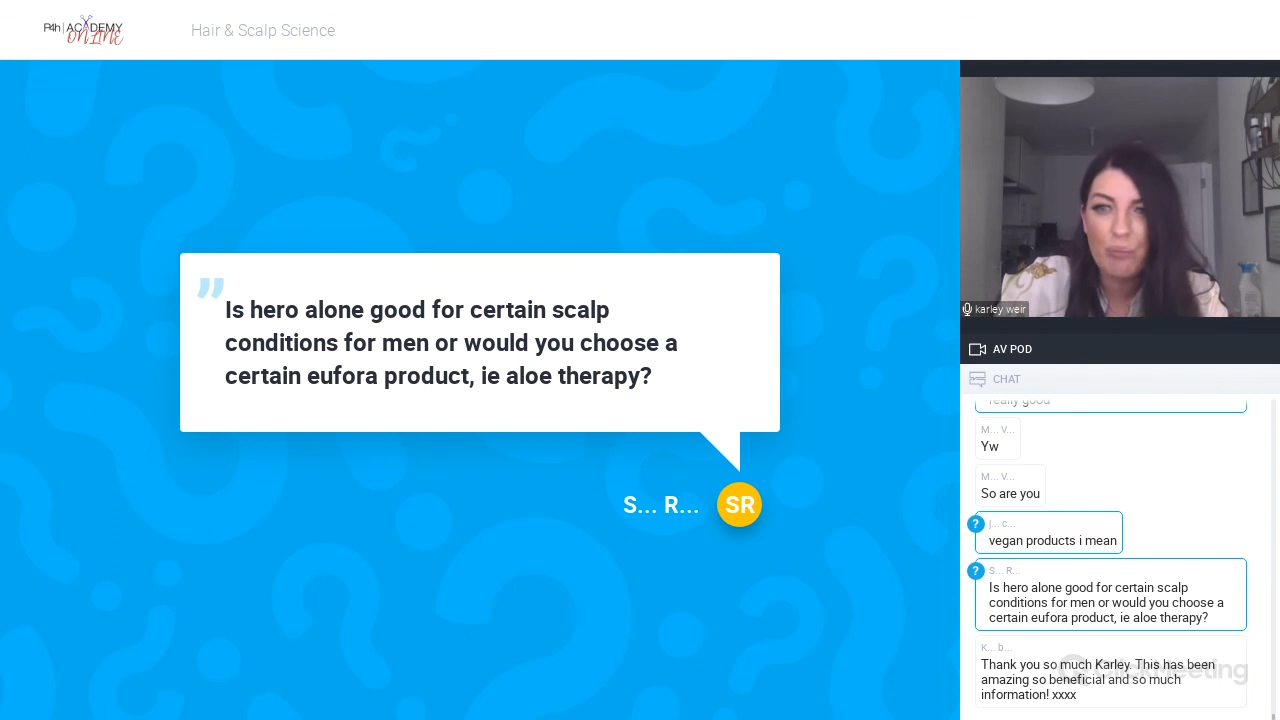 P4h ACADEMY
ONLINE
Hair & Scalp Science
Is hero alone good for certain scalp
conditions for men or would you choose a
certain eufora product, ie aloe therapy?
S... R...
SR
karley weir
AV POD
CHAT
really good
M... V...
Yw
M... V...
So are you
?
j... c...
vegan products i mean
?
S... R...
Is hero alone good for certain scalp
conditions for men or would you choose a
certain eufora product, ie aloe therapy?
K... b...
Thank you so much Karley. This has been
amazing so beneficial and so much
information! xxxx
ClickMeeting